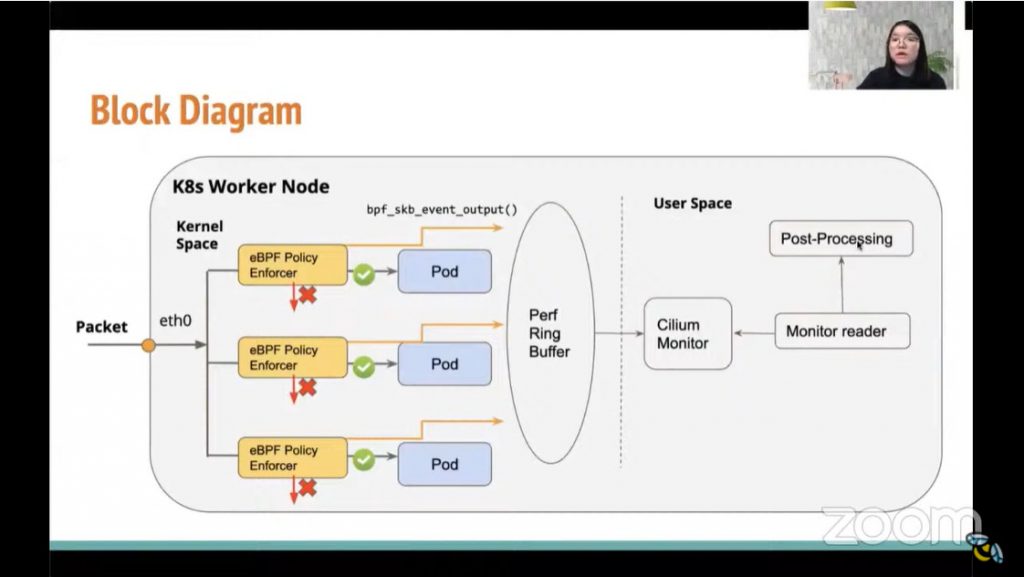 Block Diagram
K8s Worker Node
Kernel
Space
bpf_skb_event_output()
User Space
Packet
eth0
eBPF Policy
Enforcer
Pod
eBPF Policy
Enforcer
Pod
eBPF Policy
Enforcer
Pod
Perf
Ring
Buffer
Cilium
Monitor
Post-Processing
Monitor reader
zoom